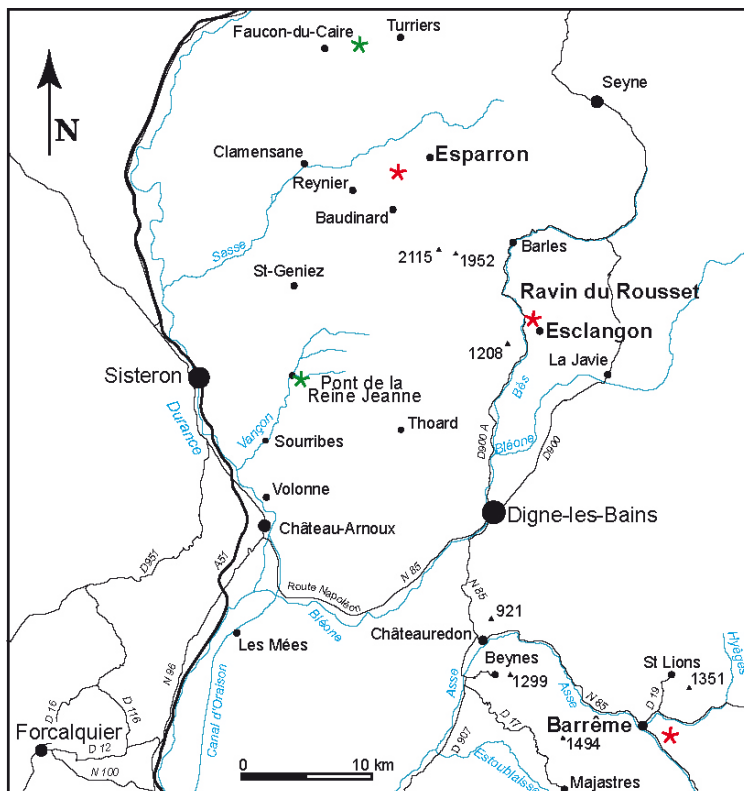 Faucon-du-Caire
Turriers
Seyne
N
Clamensane
Esparron
Reynier
Baudinard
Sasse
2115
1952
Barles
St-Geniez
Ravin du Rousset
Esclangon
1208
La Javie
Sisteron
Pont de la
Reine Jeanne
Bès
Durance
Vançon
Thoard
Sourribes
D900 A
Bléone
D900
Volonne
Digne-les-Bains
Château-Arnoux
D951
A51
Route Napoléon
N 85
Bléone
N 85
921
Les Mées
Châteauredon
Hyèges
Beynes
1299
St Lions
1351
N 96
Canal d'Oraison
Asse
Asse
N 85
D 19
D 16
D 116
Forcalquier
D 12
N 100
D 17
Barrême
1494
D 907
Estoublaisse
0
10 km
Majastres